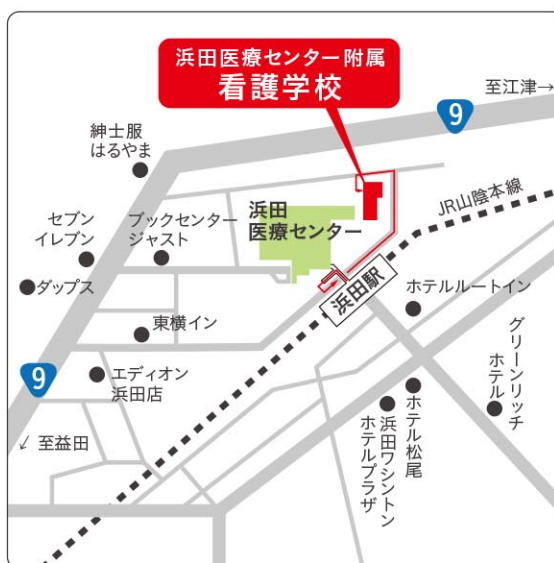 浜田医療センター附属
看護学校
9
至江津→
紳士服
はるやま
JR山陰本線
セブン
イレブン
ブックセンター
ジャスト
浜田
医療センター
ダップス
浜田駅
ホテルルートイン
東横イン
グリーンリッチ
ホテル
9
エディオン
浜田店
ホテル松尾
浜田ワシントン
ホテルプラザ
↙至益田